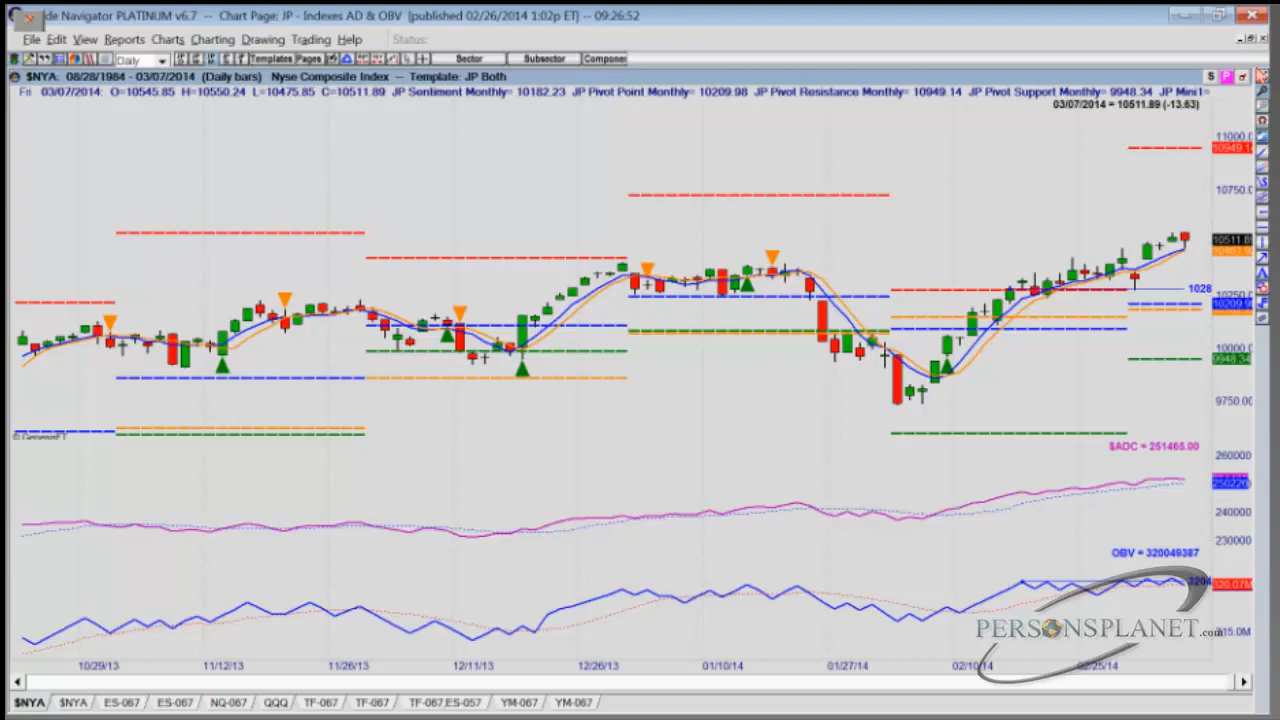 de Navigator PLATINUM v6.7 -- Chart Page: JP - Indexes AD & OBV (published 02/26/2014 1:02p ET) -- 09:26:52
File Edit View Reports Charts Charting Drawing Trading Help Status:
Daily Templates Pages Sector Subsector Componen
$NYA: 08/28/1984 - 03/07/2014 (Daily bars) Nyse Composite Index -- Template: JP Both S P
Fri 03/07/2014: O=10545.85 H=10550.24 L=10475.85 C=10511.89 JP Sentiment Monthly= 10182.23 JP Pivot Point Monthly= 10209.98 JP Pivot Resistance Monthly= 10949.14 JP Pivot Support Monthly= 9948.34 JP Mini1=
03/07/2014 = 10511.89 (-13.63)
11000.0
10949.14
10750.0
10511.89
1028
10250.0
10209.98
10000.0
9948.34
9750.00
$ADC = 251465.00
260000
250220
240000
230000
OBV = 320049387
3204
320.07M
PERSONSPLANET.com
315.0M
10/29/13 11/12/13 11/26/13 12/11/13 12/26/13 01/10/14 01/27/14 02/10/14 02/25/14
$NYA $NYA ES-067 ES-067 NQ-067 QQQ TF-067 TF-067 TF-067,ES-057 YM-067 YM-067